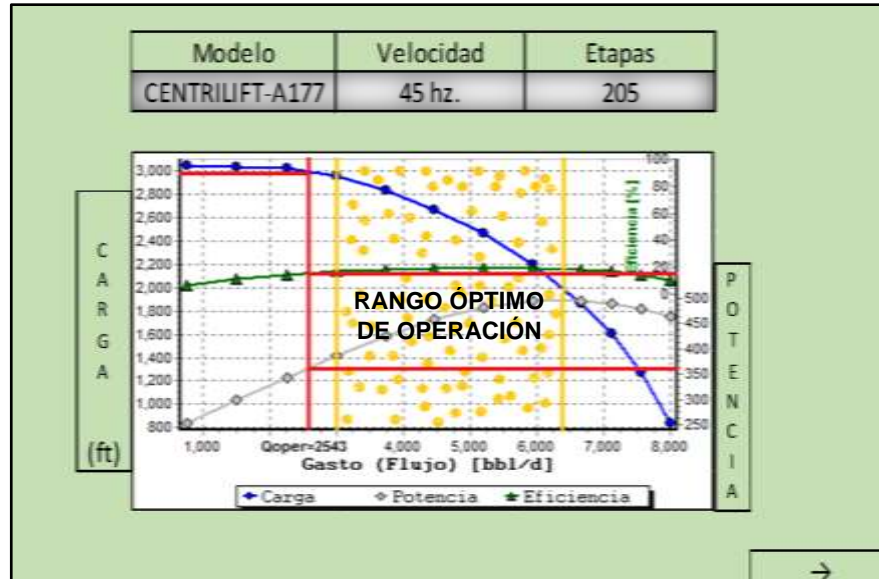 Modelo Velocidad Etapas
CENTRILIFT-A177 45 hz. 205
CARGA
(ft)
3,000
2,800
2,600
2,400
2,200
2,000
1,800
1,600
1,400
1,200
1,000
800
100
80
60
40
20
0
Eficiencia [%]
500
450
400
350
300
250
POTENCIA
RANGO ÓPTIMO
DE OPERACIÓN
1,000 Qoper=2543 4,000 5,000 6,000 7,000 8,000
Gasto (Flujo) [bbl/d]
Carga Potencia Eficiencia
→